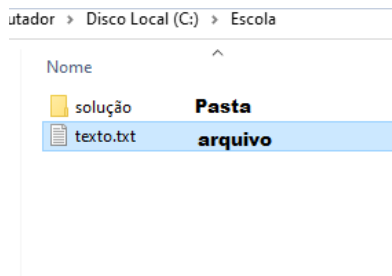 utador > Disco Local (C:) > Escola
Nome
solução Pasta
texto.txt arquivo